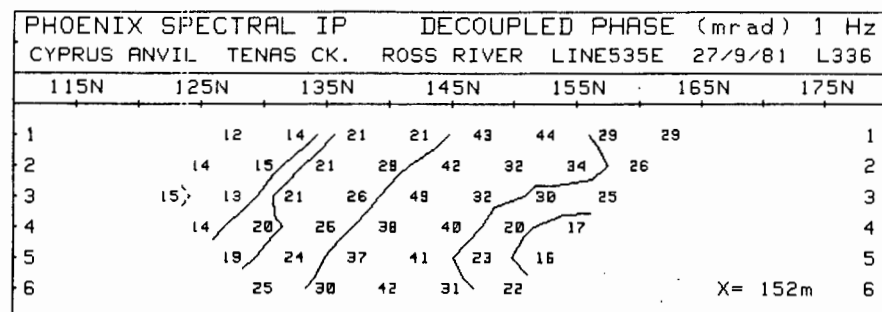 PHOENIX SPECTRAL IP DECOUPLED PHASE (mrad) 1 Hz
CYPRUS ANVIL TENAS CK. ROSS RIVER LINE535E 27/9/81 L336
115N 125N 135N 145N 155N 165N 175N
1 12 14 21 21 43 44 29 29 1
2 14 15 21 28 42 32 34 26 2
3 15 13 21 26 49 32 30 25 3
4 14 20 26 38 40 20 17 4
5 19 24 37 41 23 16 5
6 25 30 42 31 22 X= 152m 6